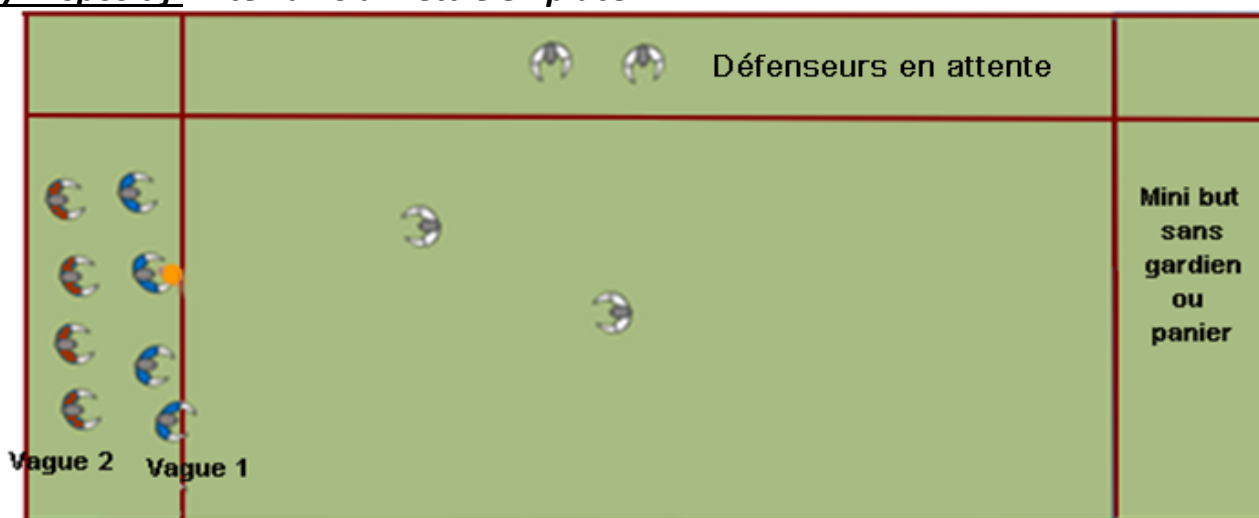 Défenseurs en attente
Mini but
sans
gardien
ou
panier
Vague 2
Vague 1